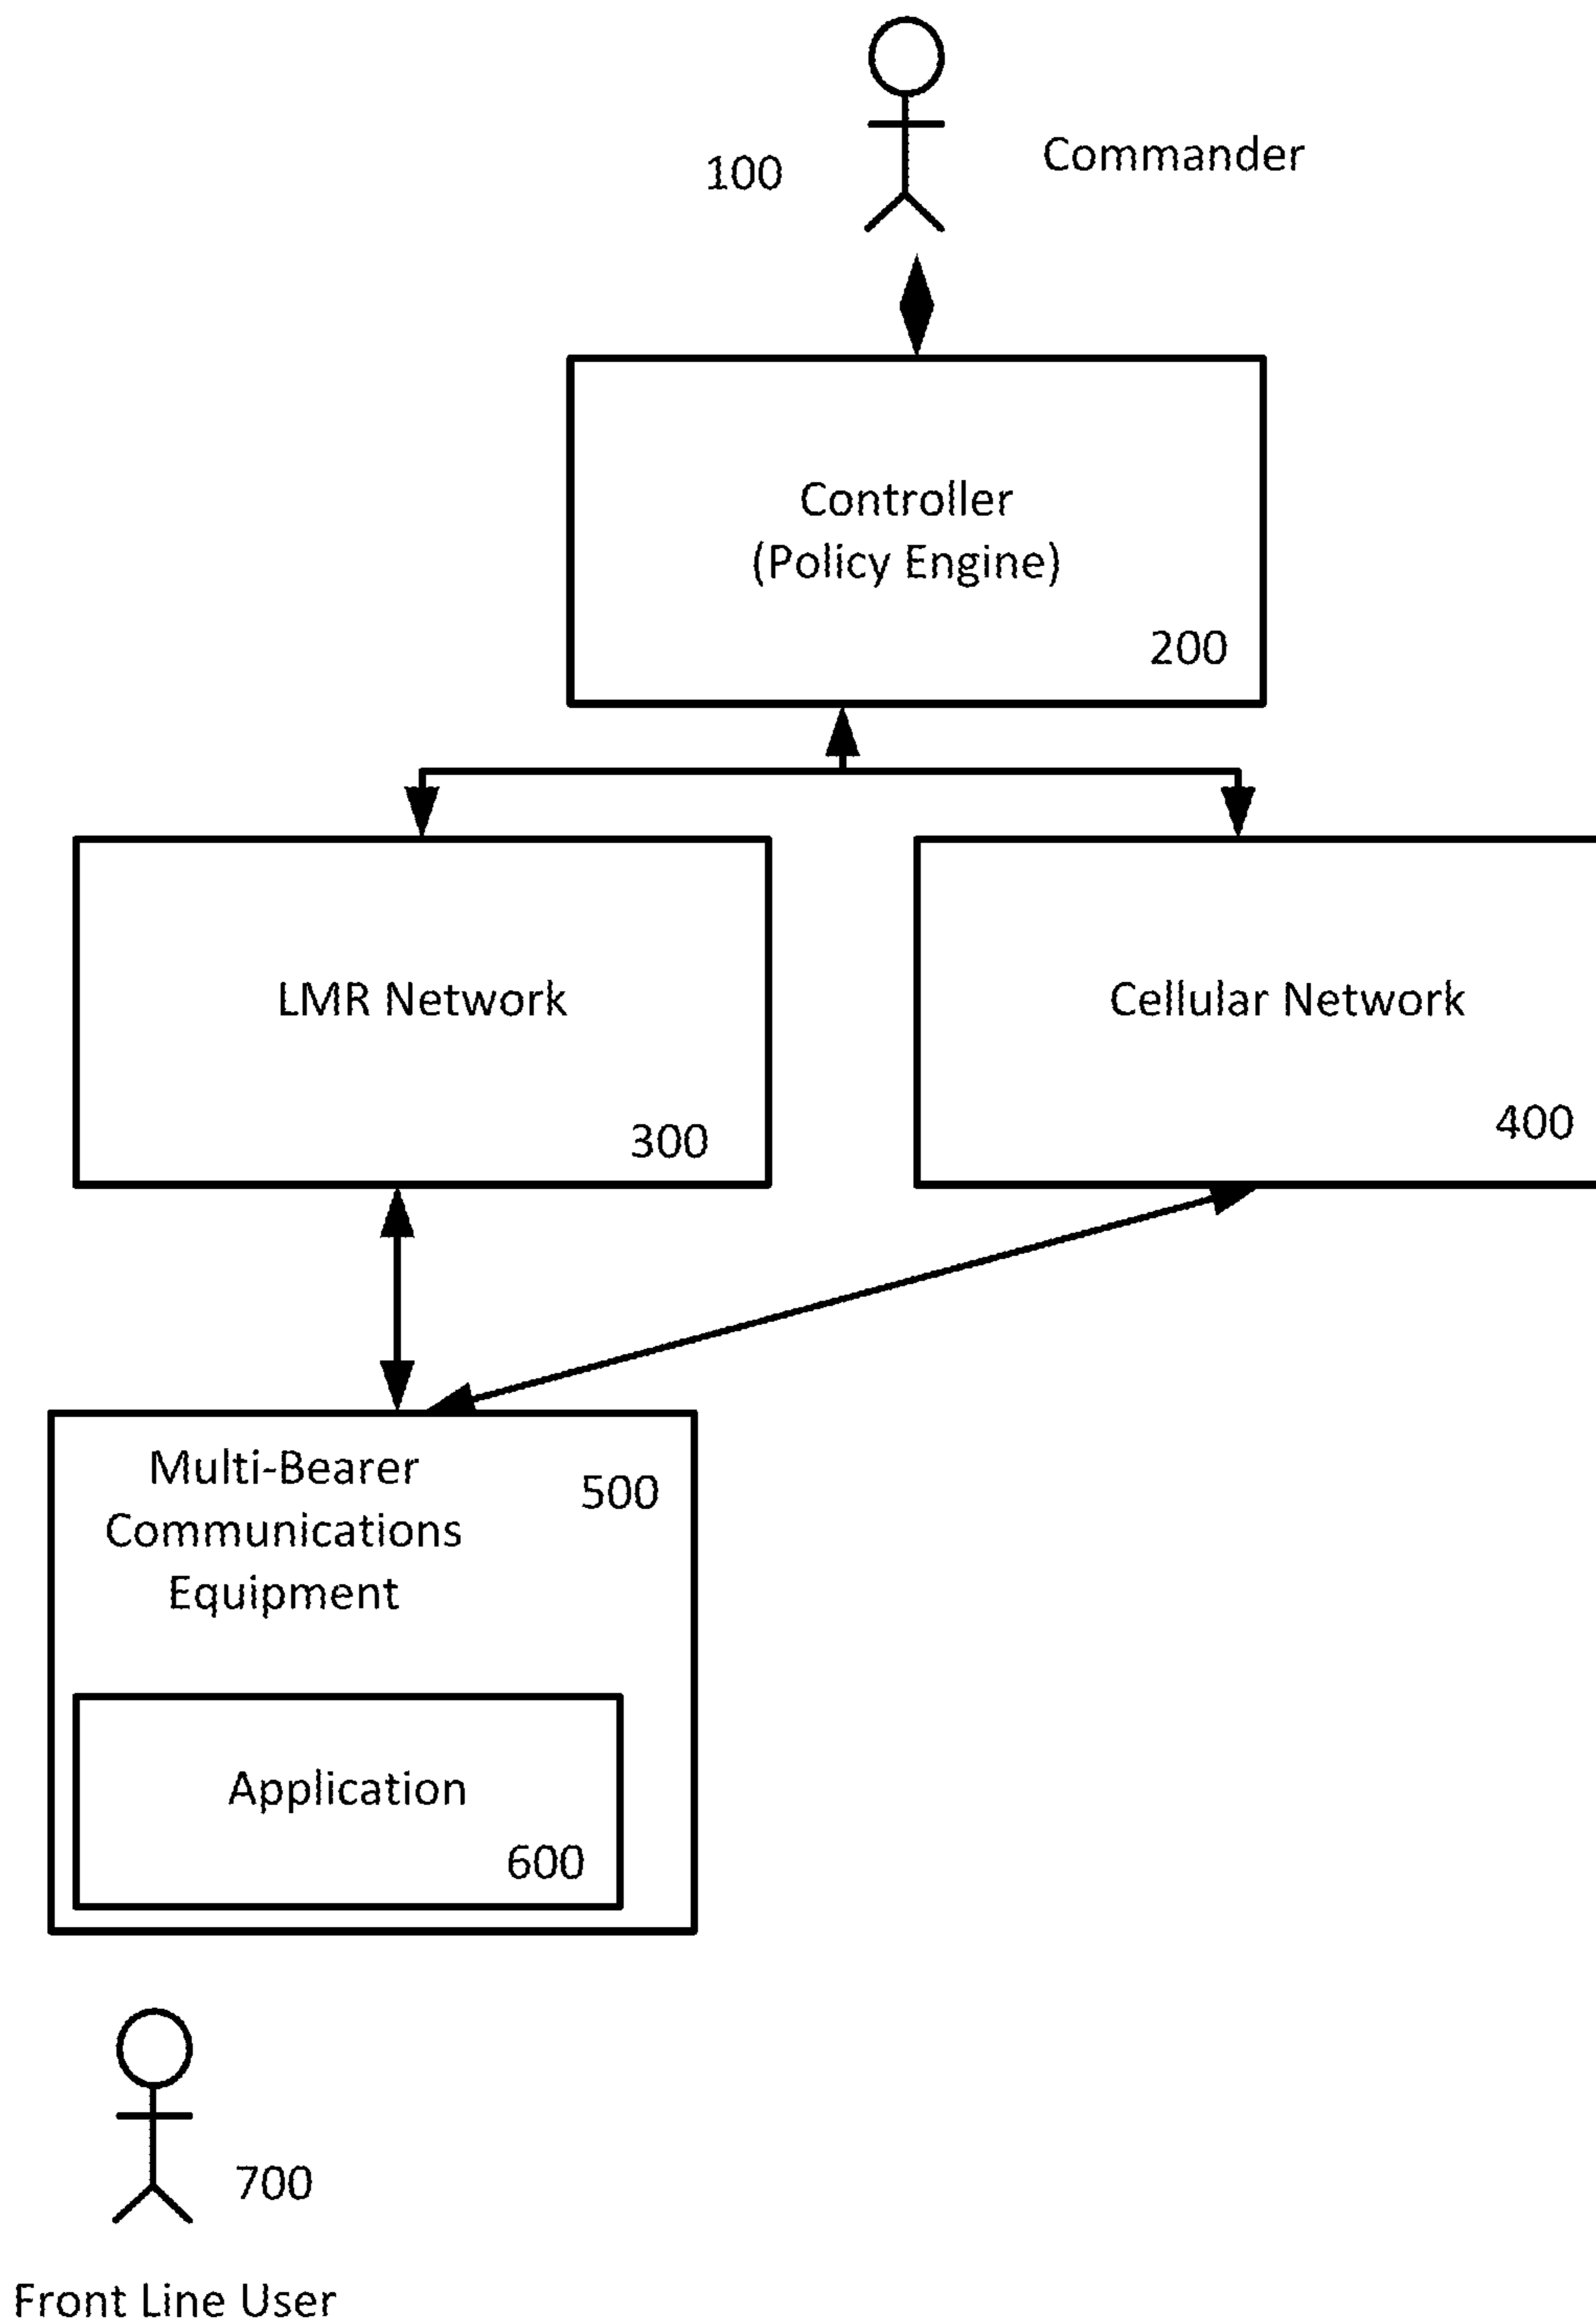 100
Commander
Controller
(Policy Engine)
200
LMR Network
300
Cellular Network
400
Multi-Bearer
Communications
Equipment
500
Application
600
700
Front Line User